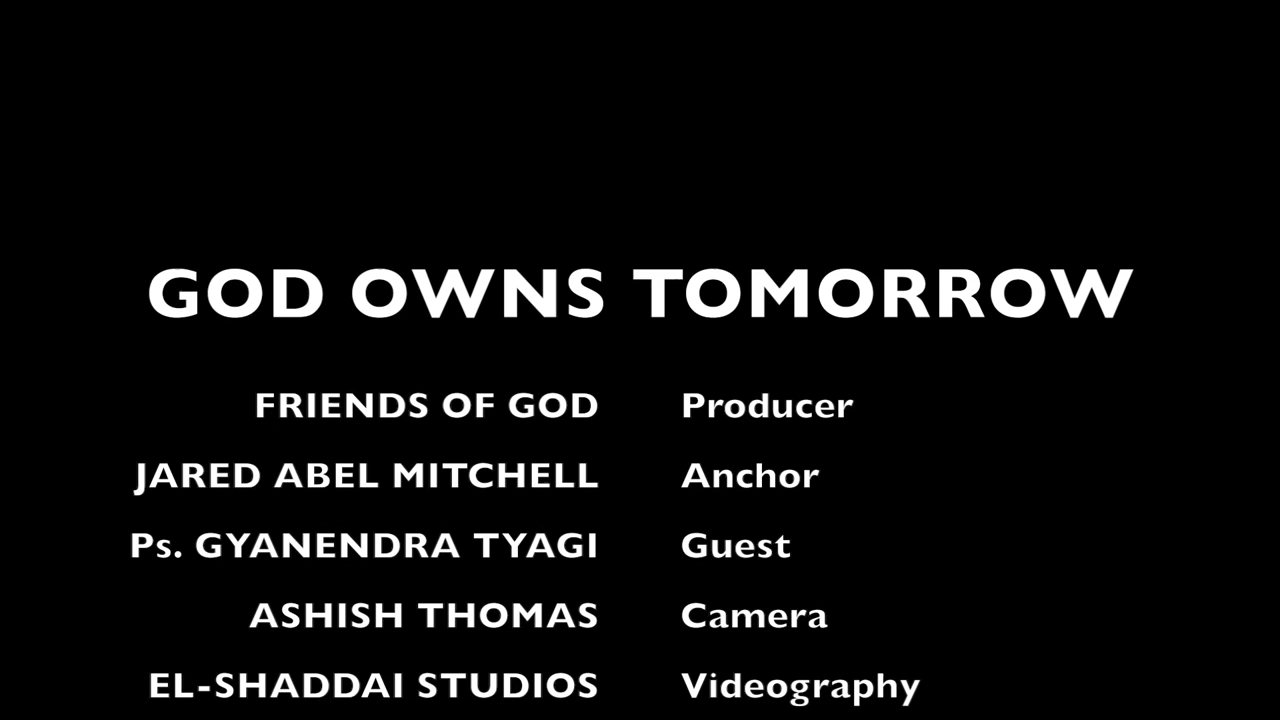 GOD OWNS TOMORROW
FRIENDS OF GOD Producer
JARED ABEL MITCHELL Anchor
Ps. GYANENDRA TYAGI Guest
ASHISH THOMAS Camera
EL-SHADDAI STUDIOS Videography